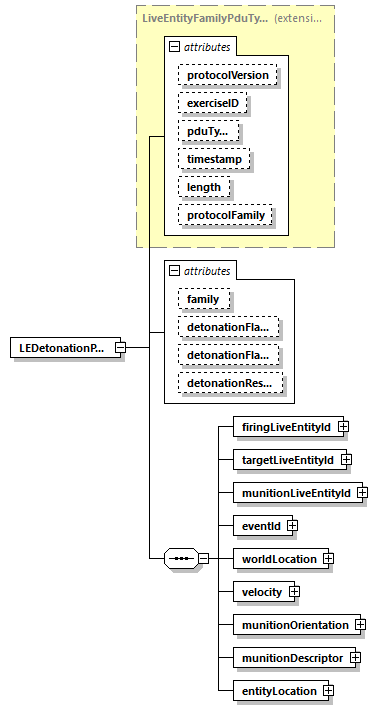 LiveEntityFamilyPduTy... (extensi...
attributes
protocolVersion
exerciseID
pduTy...
timestamp
length
protocolFamily
attributes
family
detonationFla...
detonationFla...
detonationRes...
LEDetonationP...
firingLiveEntityId
targetLiveEntityId
munitionLiveEntityId
eventId
worldLocation
velocity
munitionOrientation
munitionDescriptor
entityLocation